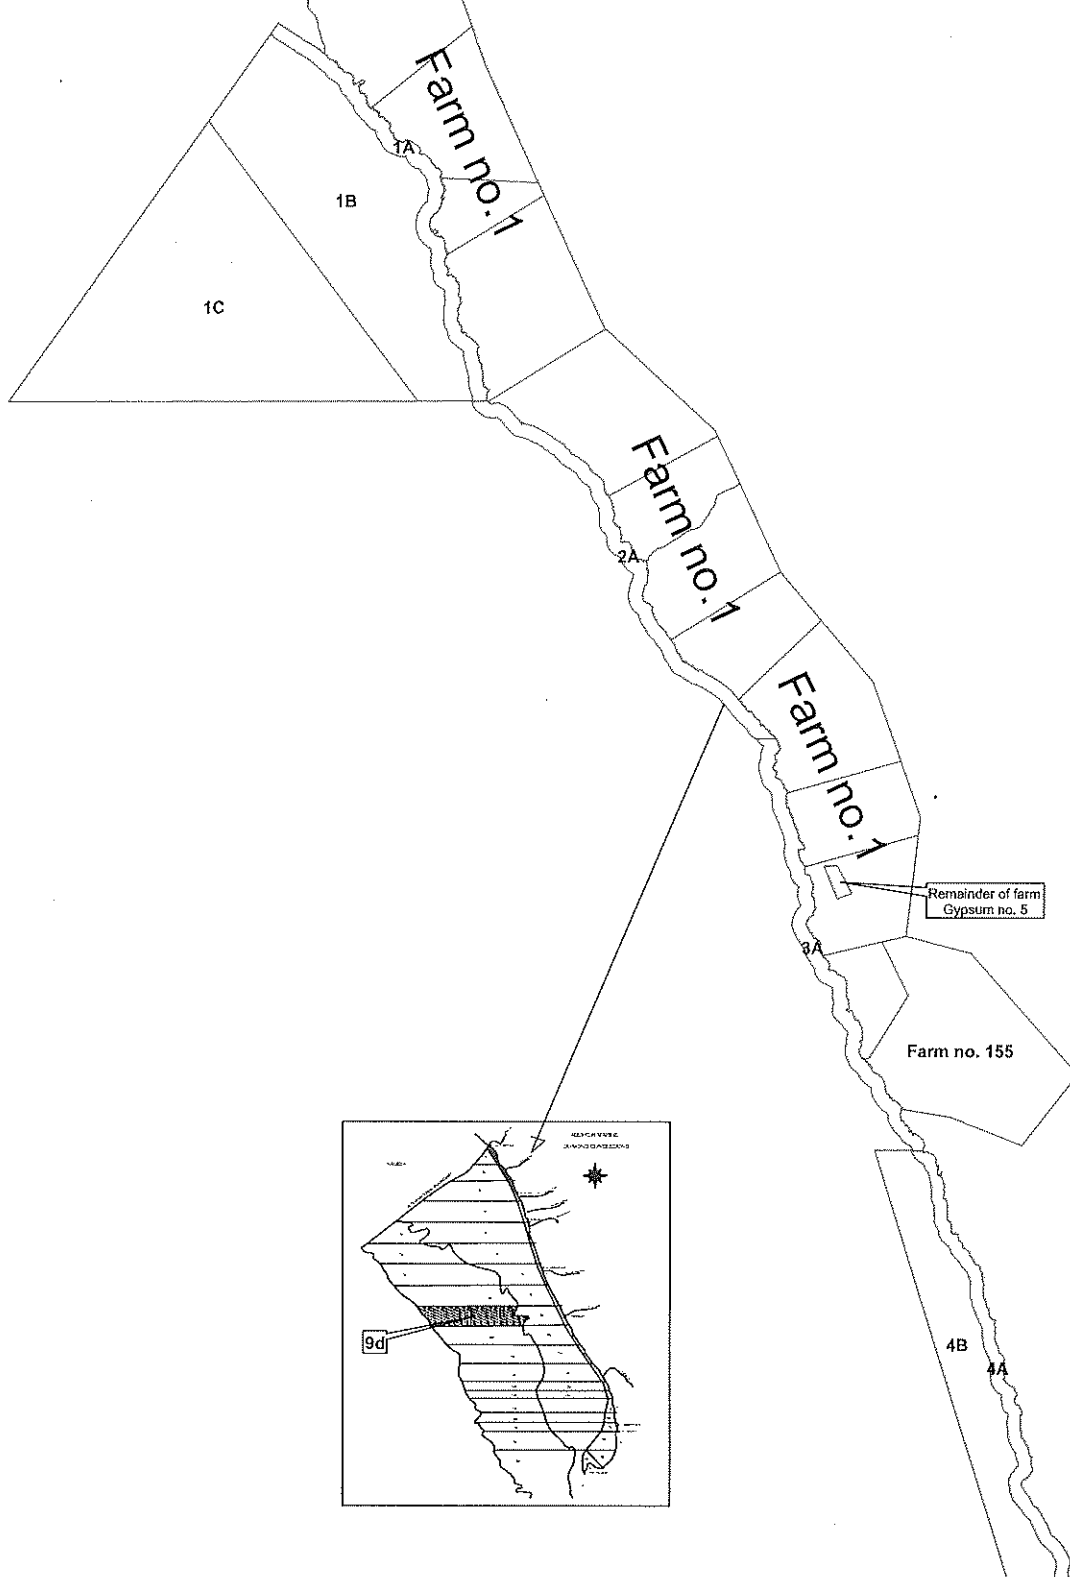 Farm no. 1
1A
1B
1C
Farm no. 1
2A
Farm no. 1
Remainder of farm
Gypsum no. 5
3A
Farm no. 155
9d
4B
4A